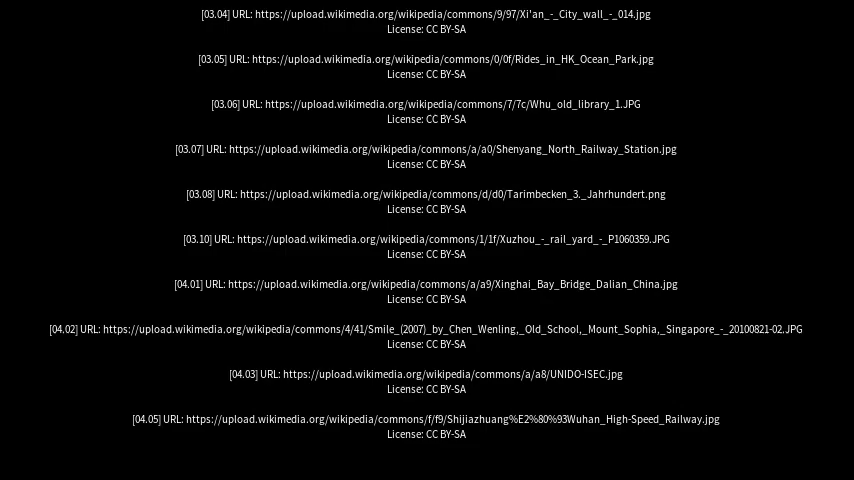 [03.04] URL: https://upload.wikimedia.org/wikipedia/commons/9/97/Xi'an_-_City_wall_-_014.jpg
License: CC BY-SA
[03.05] URL: https://upload.wikimedia.org/wikipedia/commons/0/0f/Rides_in_HK_Ocean_Park.jpg
License: CC BY-SA
[03.06] URL: https://upload.wikimedia.org/wikipedia/commons/7/7c/Whu_old_library_1.JPG
License: CC BY-SA
[03.07] URL: https://upload.wikimedia.org/wikipedia/commons/a/a0/Shenyang_North_Railway_Station.jpg
License: CC BY-SA
[03.08] URL: https://upload.wikimedia.org/wikipedia/commons/d/d0/Tarimbecken_3._Jahrhundert.png
License: CC BY-SA
[03.10] URL: https://upload.wikimedia.org/wikipedia/commons/1/1f/Xuzhou_-_rail_yard_-_P1060359.JPG
License: CC BY-SA
[04.01] URL: https://upload.wikimedia.org/wikipedia/commons/a/a9/Xinghai_Bay_Bridge_Dalian_China.jpg
License: CC BY-SA
[04.02] URL: https://upload.wikimedia.org/wikipedia/commons/4/41/Smile_(2007)_by_Chen_Wenling,_Old_School,_Mount_Sophia,_Singapore_-_20100821-02.JPG
License: CC BY-SA
[04.03] URL: https://upload.wikimedia.org/wikipedia/commons/a/a8/UNIDO-ISEC.jpg
License: CC BY-SA
[04.05] URL: https://upload.wikimedia.org/wikipedia/commons/f/f9/Shijiazhuang%E2%80%93Wuhan_High-Speed_Railway.jpg
License: CC BY-SA